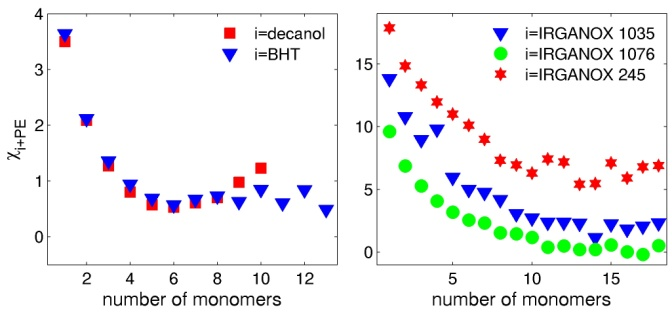 4
3
2
1
0
χi+PE
i=decanol
i=BHT
2 4 6 8 10 12
number of monomers
15
10
5
0
i=IRGANOX 1035
i=IRGANOX 1076
i=IRGANOX 245
5 10 15
number of monomers